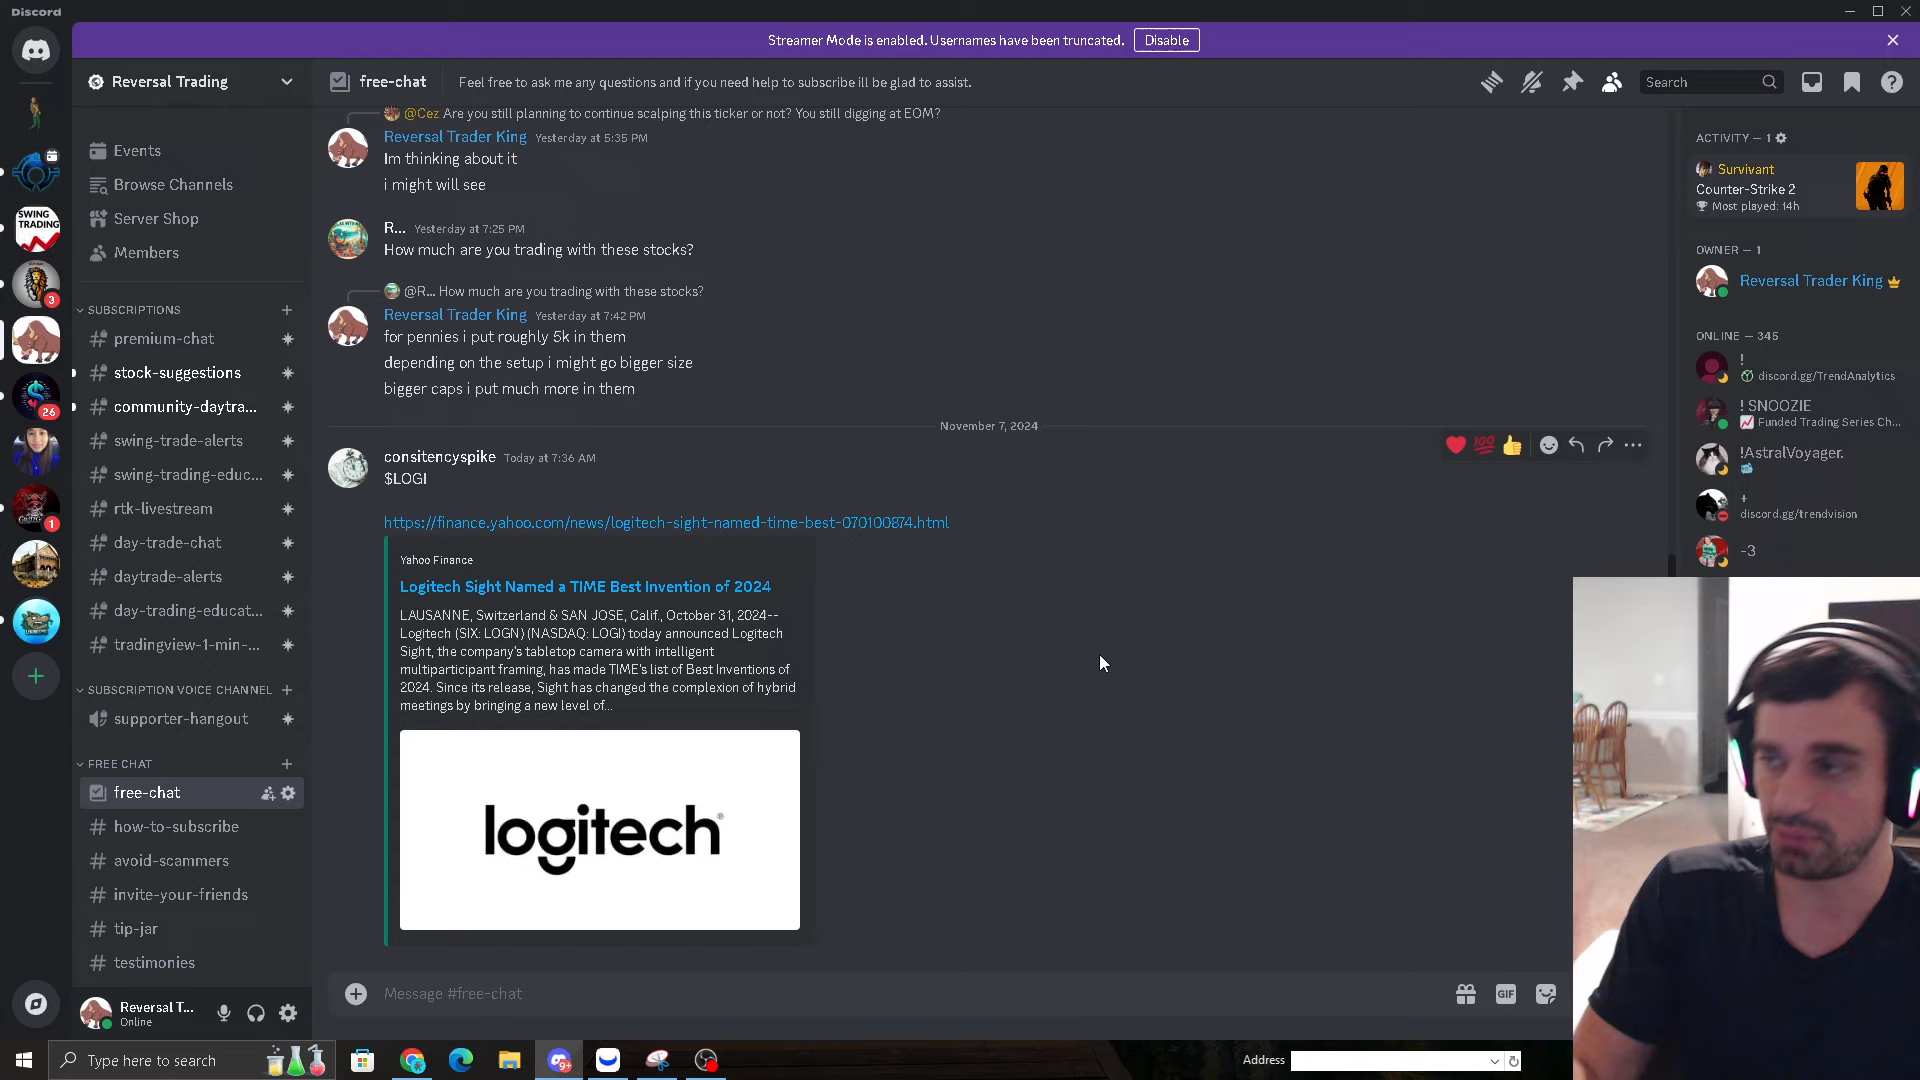 Discord
Streamer Mode is enabled. Usernames have been truncated.
Disable
Reversal Trading
free-chat
Feel free to ask me any questions and if you need help to subscribe ill be glad to assist.
Search
Events
Browse Channels
Server Shop
Members
SUBSCRIPTIONS
premium-chat
stock-suggestions
community-daytra...
swing-trade-alerts
swing-trading-educ...
rtk-livestream
day-trade-chat
daytrade-alerts
day-trading-educat...
tradingview-1-min-...
SUBSCRIPTION VOICE CHANNEL
supporter-hangout
FREE CHAT
free-chat
how-to-subscribe
avoid-scammers
invite-your-friends
tip-jar
testimonies
Reversal T...
Online
SWING
TRADING
3
26
1
@Cez Are you still planning to continue scalping this ticker or not? You still digging at EOM?
Reversal Trader King Yesterday at 5:35 PM
Im thinking about it
i might will see
R... Yesterday at 7:25 PM
How much are you trading with these stocks?
@R... How much are you trading with these stocks?
Reversal Trader King Yesterday at 7:42 PM
for pennies i put roughly 5k in them
depending on the setup i might go bigger size
bigger caps i put much more in them
November 7, 2024
consitencyspike Today at 7:36 AM
$LOGI
https://finance.yahoo.com/news/logitech-sight-named-time-best-070100874.html
Yahoo Finance
Logitech Sight Named a TIME Best Invention of 2024
LAUSANNE, Switzerland & SAN JOSE, Calif., October 31, 2024--
Logitech (SIX: LOGN) (NASDAQ: LOGI) today announced Logitech
Sight, the company's tabletop camera with intelligent
multiparticipant framing, has made TIME's list of Best Inventions of
2024. Since its release, Sight has changed the complexion of hybrid
meetings by bringing a new level of...
logitech®
Message #free-chat
GIF
ACTIVITY — 1
Survivant
Counter-Strike 2
Most played: 14h
OWNER — 1
Reversal Trader King
ONLINE — 345
!
discord.gg/TrendAnalytics
! SNOOZIE
Funded Trading Series Ch...
!AstralVoyager.
+
discord.gg/trendvision
-3
Type here to search
9+
Address